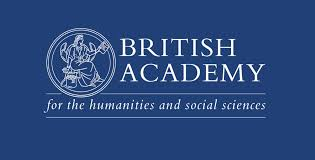 BRITISH
ACADEMY
for the humanities and social sciences